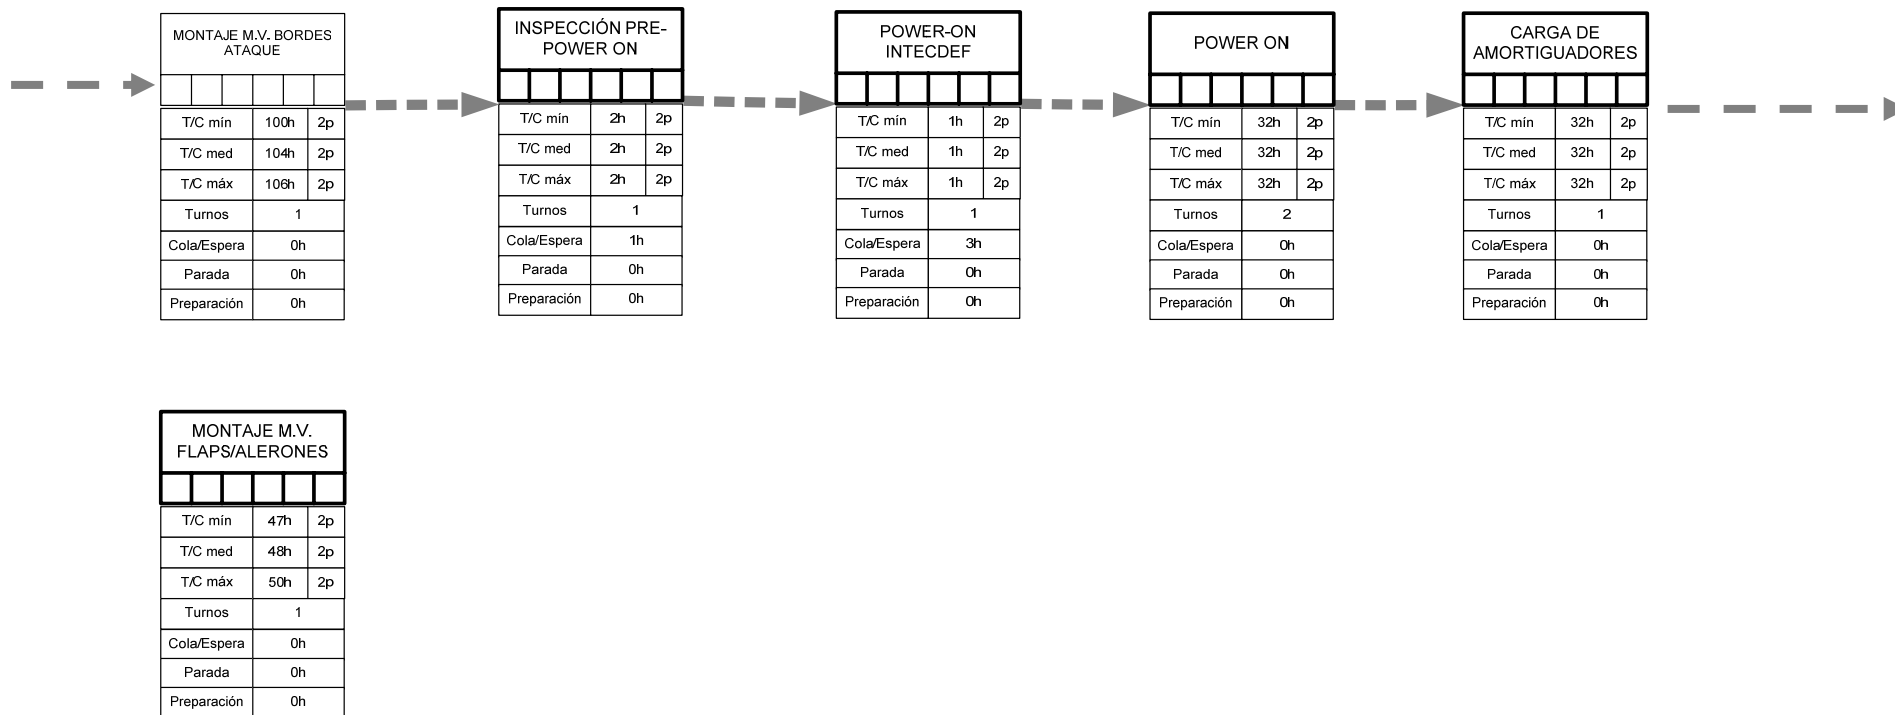 MONTAJE M.V. BORDES
ATAQUE
T/C mín 100h 2p
T/C med 104h 2p
T/C máx 106h 2p
Turnos 1
Cola/Espera 0h
Parada 0h
Preparación 0h
INSPECCIÓN PRE-
POWER ON
T/C mín 2h 2p
T/C med 2h 2p
T/C máx 2h 2p
Turnos 1
Cola/Espera 1h
Parada 0h
Preparación 0h
POWER-ON
INTECDEF
T/C mín 1h 2p
T/C med 1h 2p
T/C máx 1h 2p
Turnos 1
Cola/Espera 3h
Parada 0h
Preparación 0h
POWER ON
T/C mín 32h 2p
T/C med 32h 2p
T/C máx 32h 2p
Turnos 2
Cola/Espera 0h
Parada 0h
Preparación 0h
CARGA DE
AMORTIGUADORES
T/C mín 32h 2p
T/C med 32h 2p
T/C máx 32h 2p
Turnos 1
Cola/Espera 0h
Parada 0h
Preparación 0h
MONTAJE M.V.
FLAPS/ALERONES
T/C mín 47h 2p
T/C med 48h 2p
T/C máx 50h 2p
Turnos 1
Cola/Espera 0h
Parada 0h
Preparación 0h